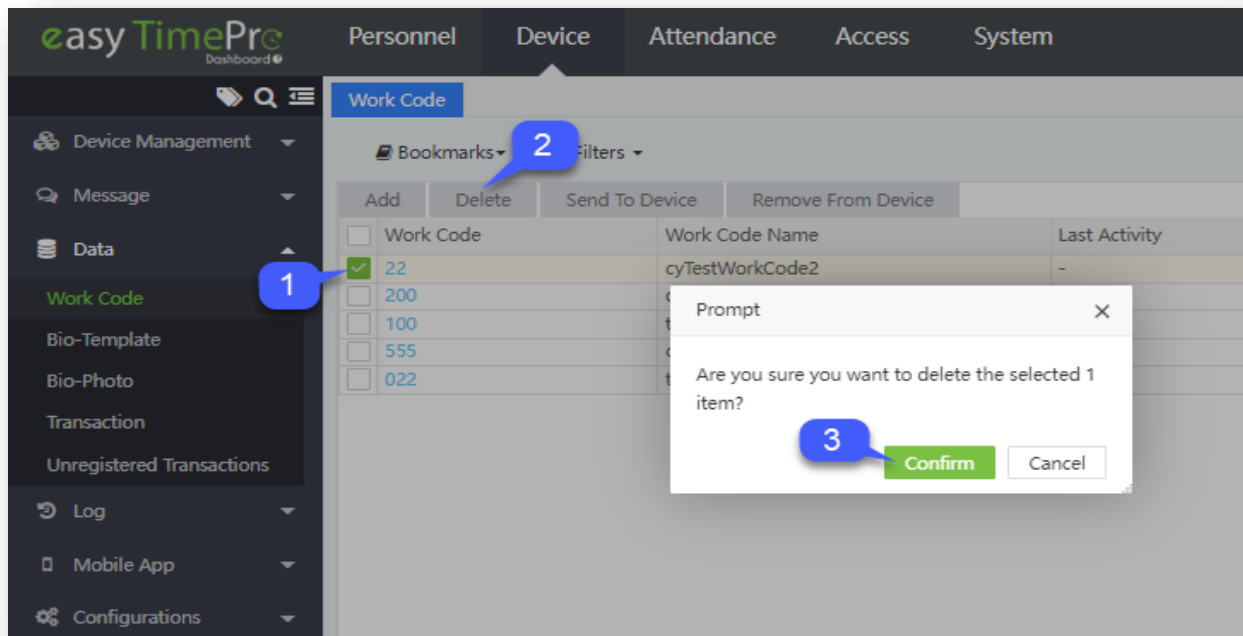 easy TimePro
Dashboard
Personnel Device Attendance Access System
Work Code
Device Management
Bookmarks 2 Filters
Message
Add Delete Send To Device Remove From Device
Work Code Work Code Name Last Activity
Data
1 22 cyTestWorkCode2 -
Work Code
200
Prompt
100
Bio-Template
555
Bio-Photo
022
Are you sure you want to delete the selected 1
item?
Transaction
3
Unregistered Transactions
Confirm Cancel
Log
Mobile App
Configurations